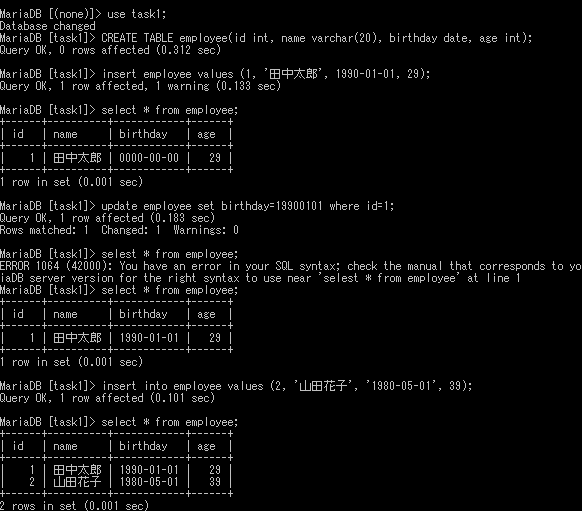 MariaDB [(none)]> use task1;
Database changed
MariaDB [task1]> CREATE TABLE employee(id int, name varchar(20), birthday date, age int);
Query OK, 0 rows affected (0.312 sec)
MariaDB [task1]> insert employee values (1, '田中太郎', 1990-01-01, 29);
Query OK, 1 row affected, 1 warning (0.133 sec)
MariaDB [task1]> select * from employee;
+------+----------+------------+------+
| id | name | birthday | age |
+------+----------+------------+------+
| 1 | 田中太郎 | 0000-00-00 | 29 |
+------+----------+------------+------+
1 row in set (0.001 sec)
MariaDB [task1]> update employee set birthday=19900101 where id=1;
Query OK, 1 row affected (0.183 sec)
Rows matched: 1 Changed: 1 Warnings: 0
MariaDB [task1]> selest * from employee;
ERROR 1064 (42000): You have an error in your SQL syntax; check the manual that corresponds to yo
iaDB server version for the right syntax to use near 'selest * from employee' at line 1
MariaDB [task1]> select * from employee;
+------+----------+------------+------+
| id | name | birthday | age |
+------+----------+------------+------+
| 1 | 田中太郎 | 1990-01-01 | 29 |
+------+----------+------------+------+
1 row in set (0.001 sec)
MariaDB [task1]> insert into employee values (2, '山田花子', '1980-05-01', 39);
Query OK, 1 row affected (0.101 sec)
MariaDB [task1]> select * from employee;
+------+----------+------------+------+
| id | name | birthday | age |
+------+----------+------------+------+
| 1 | 田中太郎 | 1990-01-01 | 29 |
| 2 | 山田花子 | 1980-05-01 | 39 |
+------+----------+------------+------+
2 rows in set (0.001 sec)